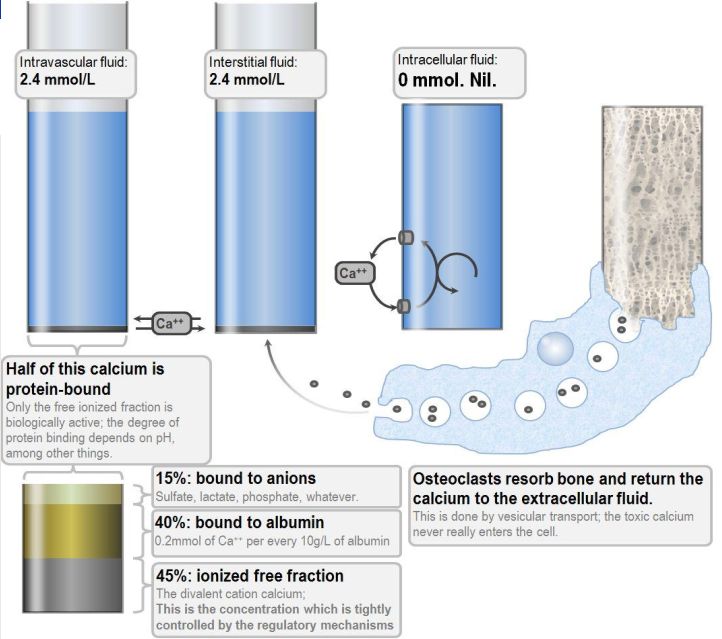 Intravascular fluid:
2.4 mmol/L
Interstitial fluid:
2.4 mmol/L
Intracellular fluid:
0 mmol. Nil.
Ca⁺⁺
Ca⁺⁺
Half of this calcium is
protein-bound
Only the free ionized fraction is
biologically active; the degree of
protein binding depends on pH,
among other things.
15%: bound to anions
Sulfate, lactate, phosphate, whatever.
40%: bound to albumin
0.2mmol of Ca⁺⁺ per every 10g/L of albumin
45%: ionized free fraction
The divalent cation calcium;
This is the concentration which is tightly
controlled by the regulatory mechanisms
Osteoclasts resorb bone and return the
calcium to the extracellular fluid.
This is done by vesicular transport; the toxic calcium
never really enters the cell.